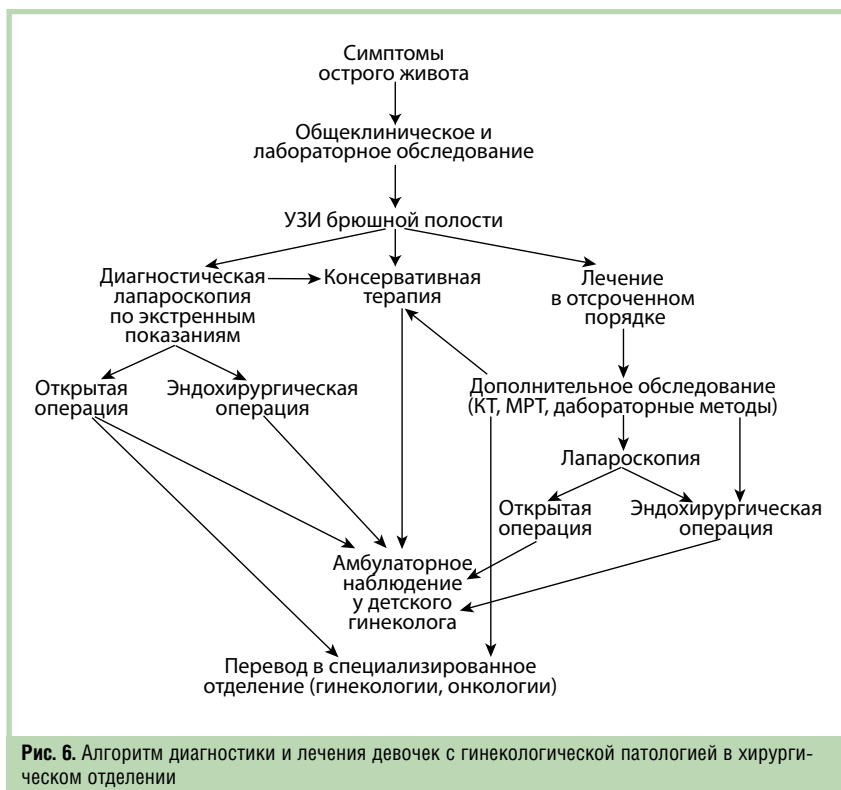 Симптомы
острого живота
Общеклиническое и
лабораторное обследование
УЗИ брюшной полости
Диагностическая
лапароскопия
по экстренным
показаниям
Консервативная
терапия
Лечение
в отсроченном
порядке
Открытая
операция
Эндохирургическая
операция
Дополнительное обследование
(КТ, МРТ, дабораторные методы)
Лапароскопия
Открытая
операция
Эндохирургическая
операция
Амбулаторное
наблюдение
у детского
гинеколога
Перевод в специализированное
отделение (гинекологии, онкологии)
Рис. 6. Алгоритм диагностики и лечения девочек с гинекологической патологией в хирурги-
ческом отделении